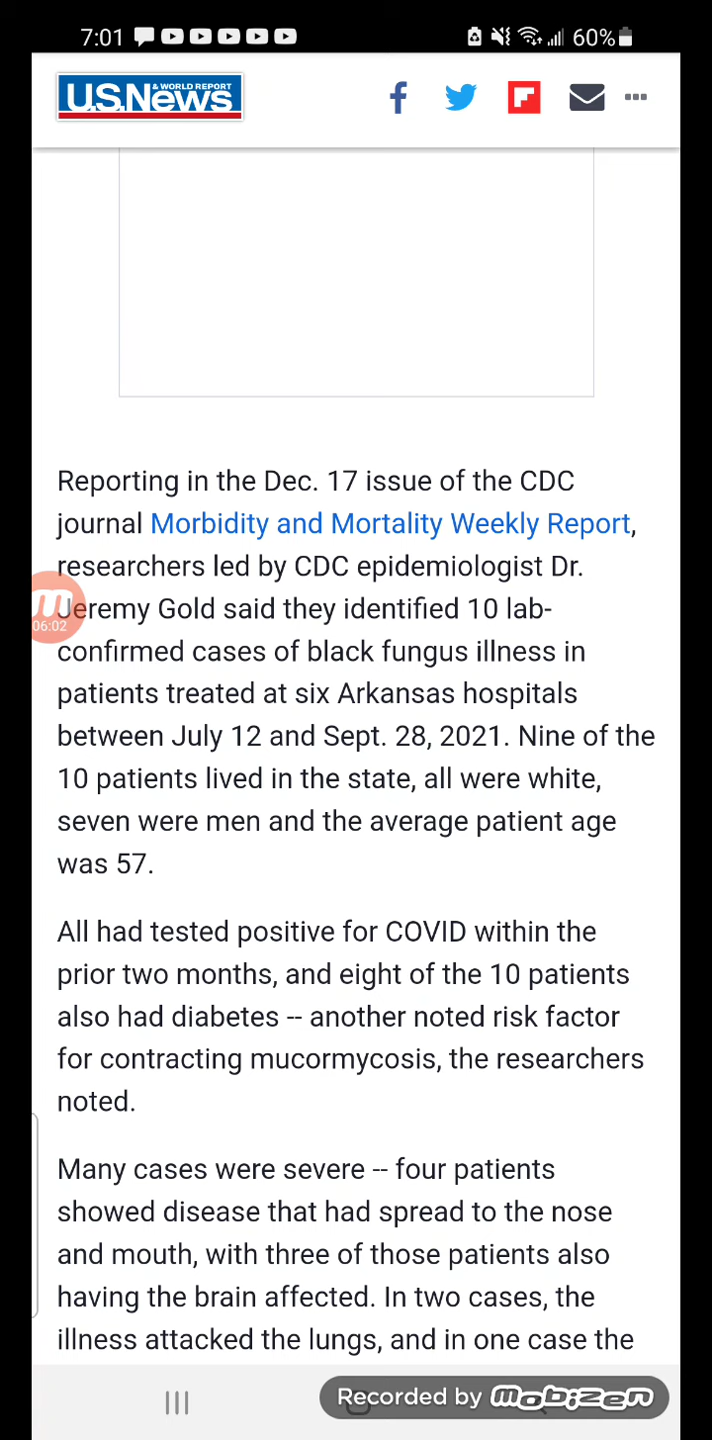 7:01
60%
& WORLD REPORT
U.S.News
Reporting in the Dec. 17 issue of the CDC
journal Morbidity and Mortality Weekly Report,
researchers led by CDC epidemiologist Dr.
Jeremy Gold said they identified 10 lab-
06:02
confirmed cases of black fungus illness in
patients treated at six Arkansas hospitals
between July 12 and Sept. 28, 2021. Nine of the
10 patients lived in the state, all were white,
seven were men and the average patient age
was 57.
All had tested positive for COVID within the
prior two months, and eight of the 10 patients
also had diabetes -- another noted risk factor
for contracting mucormycosis, the researchers
noted.
Many cases were severe -- four patients
showed disease that had spread to the nose
and mouth, with three of those patients also
having the brain affected. In two cases, the
illness attacked the lungs, and in one case the
Recorded by mobizen